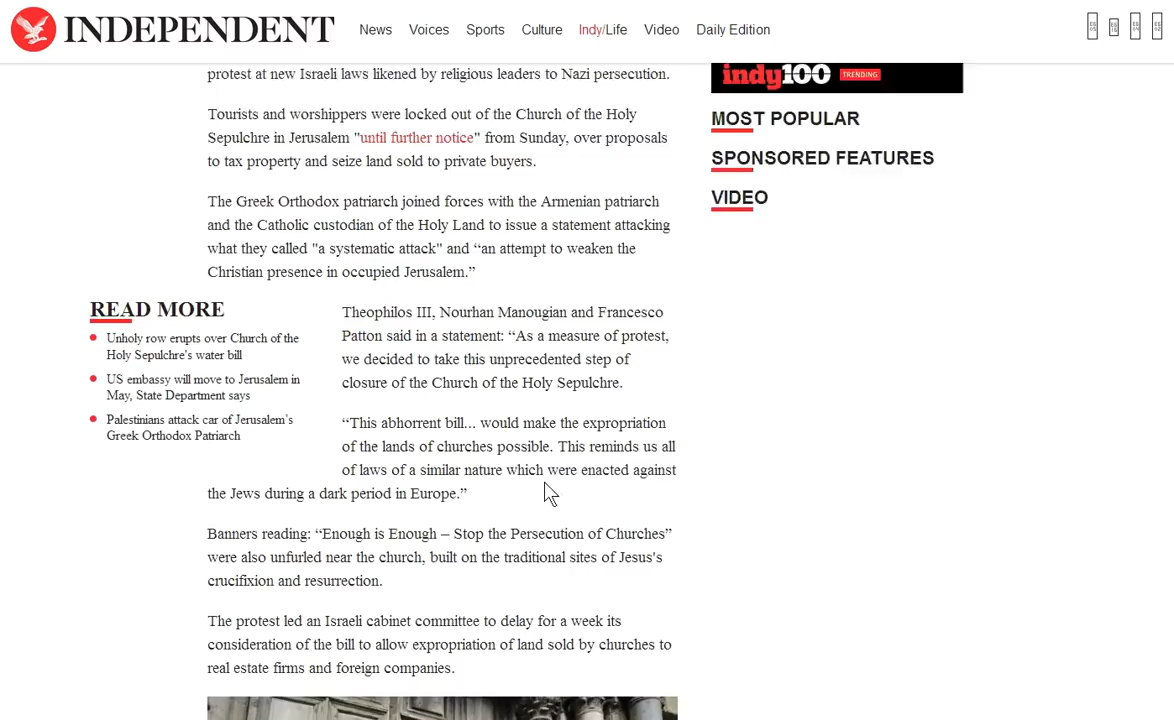 INDEPENDENT
News Voices Sports Culture Indy/Life Video Daily Edition
protest at new Israeli laws likened by religious leaders to Nazi persecution.
Tourists and worshippers were locked out of the Church of the Holy
Sepulchre in Jerusalem "until further notice" from Sunday, over proposals
to tax property and seize land sold to private buyers.
The Greek Orthodox patriarch joined forces with the Armenian patriarch
and the Catholic custodian of the Holy Land to issue a statement attacking
what they called "a systematic attack" and “an attempt to weaken the
Christian presence in occupied Jerusalem.”
READ MORE
Unholy row erupts over Church of the
Holy Sepulchre's water bill
US embassy will move to Jerusalem in
May, State Department says
Palestinians attack car of Jerusalem’s
Greek Orthodox Patriarch
Theophilos III, Nourhan Manougian and Francesco
Patton said in a statement: “As a measure of protest,
we decided to take this unprecedented step of
closure of the Church of the Holy Sepulchre.
“This abhorrent bill... would make the expropriation
of the lands of churches possible. This reminds us all
of laws of a similar nature which were enacted against
the Jews during a dark period in Europe.”
Banners reading: “Enough is Enough – Stop the Persecution of Churches”
were also unfurled near the church, built on the traditional sites of Jesus's
crucifixion and resurrection.
The protest led an Israeli cabinet committee to delay for a week its
consideration of the bill to allow expropriation of land sold by churches to
real estate firms and foreign companies.
indy100 TRENDING
MOST POPULAR
SPONSORED FEATURES
VIDEO